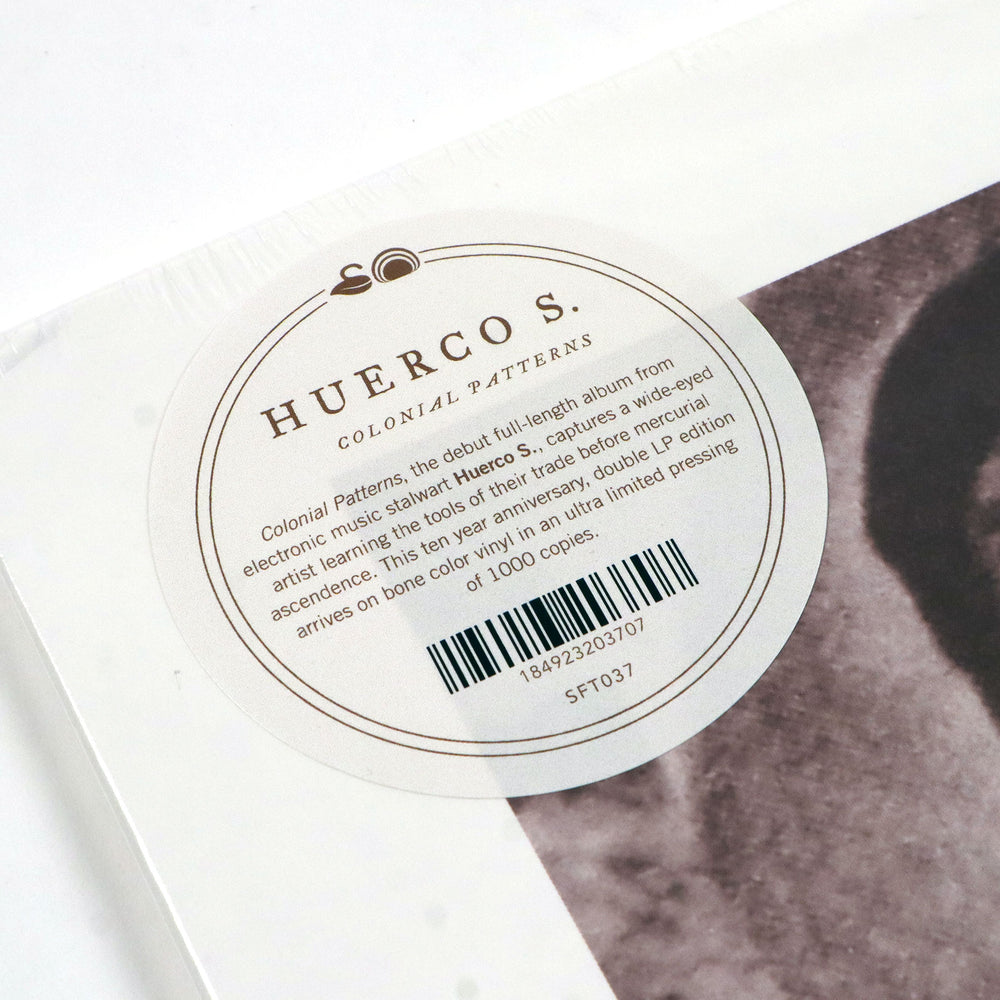 HUERCO S.
COLONIAL PATTERNS
Colonial Patterns, the debut full-length album from
electronic music stalwart Huerco S., captures a wide-eyed
artist learning the tools of their trade before mercurial
ascendence. This ten year anniversary, double LP edition
arrives on bone color vinyl in an ultra limited pressing
of 1000 copies.
184923203707
SFT037